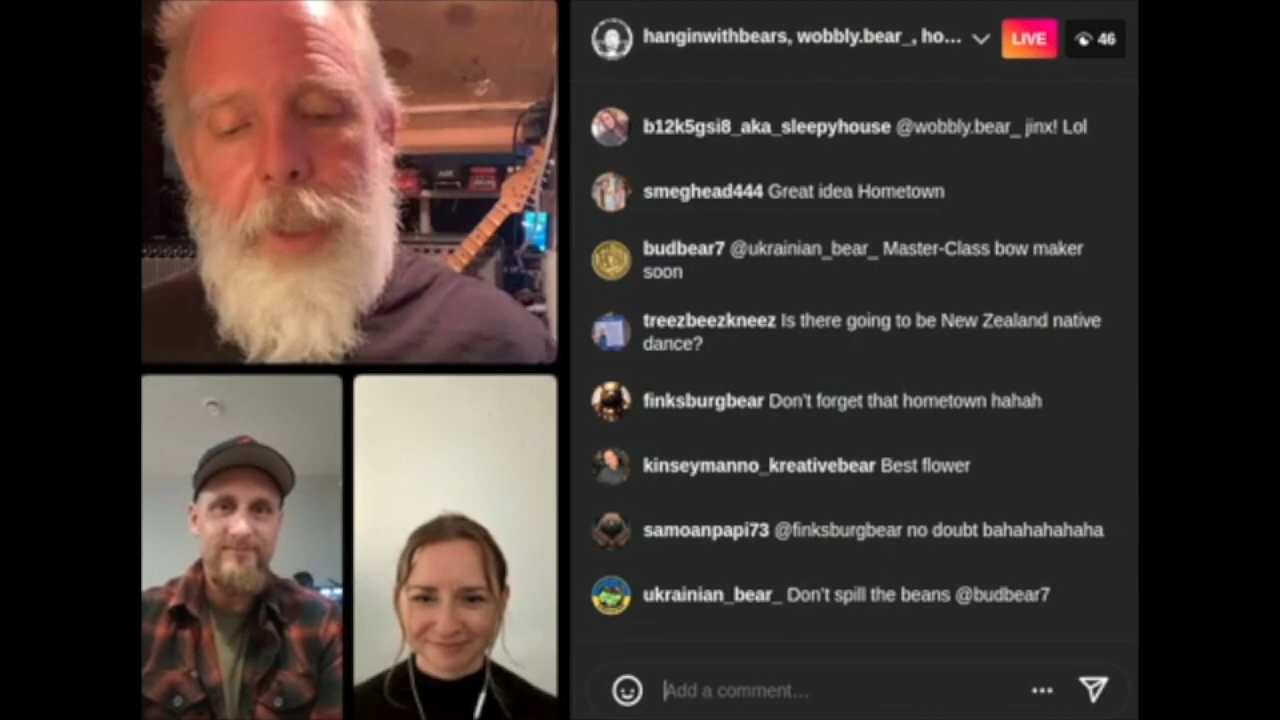 hanginwithbears, wobbly.bear_, ho...
LIVE
46
b12k5gsi8_aka_sleepyhouse @wobbly.bear_ jinx! Lol
smeghead444 Great idea Hometown
budbear7 @ukrainian_bear_ Master-Class bow maker
soon
treezbeezkneez Is there going to be New Zealand native
dance?
finksburgbear Don't forget that hometown hahah
kinseymanno_kreativebear Best flower
samoanpapi73 @finksburgbear no doubt bahahahahaha
ukrainian_bear_ Don't spill the beans @budbear7
Add a comment...